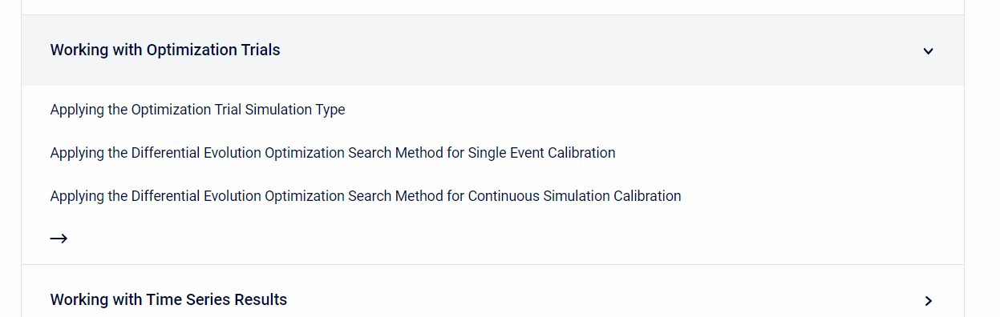 Working with Optimization Trials
Applying the Optimization Trial Simulation Type
Applying the Differential Evolution Optimization Search Method for Single Event Calibration
Applying the Differential Evolution Optimization Search Method for Continuous Simulation Calibration
Working with Time Series Results